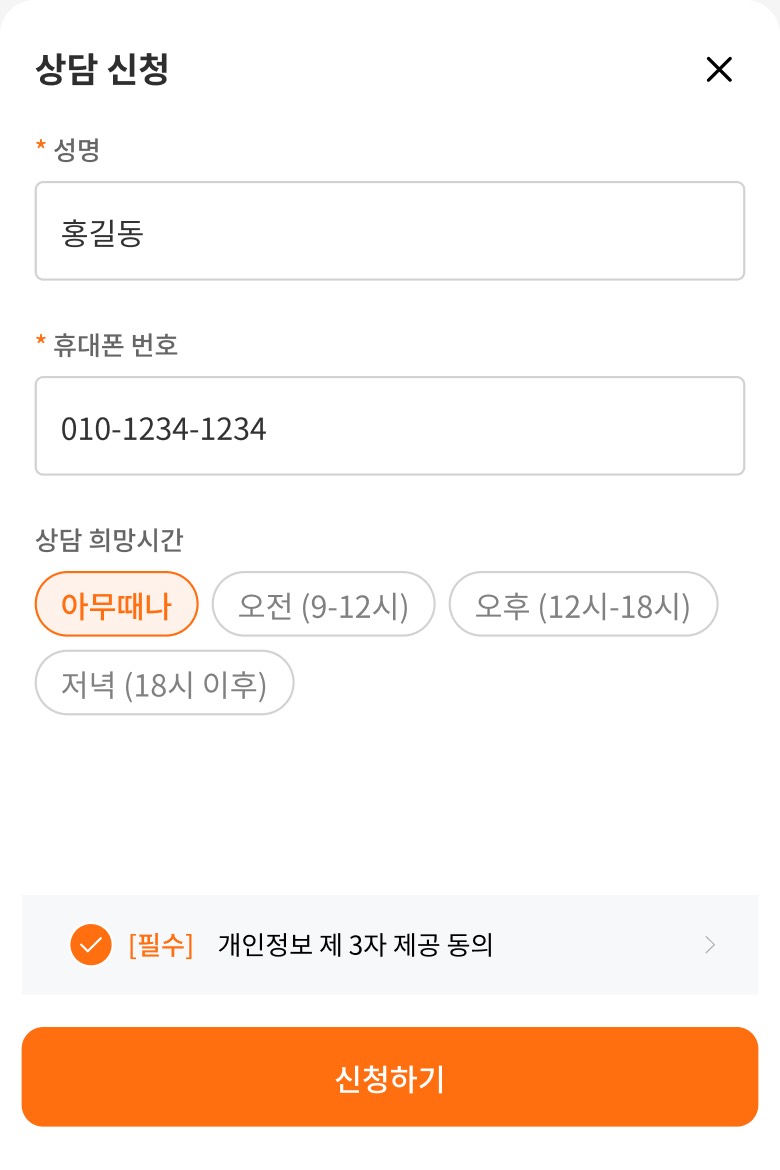 상담 신청
* 성명
홍길동
* 휴대폰 번호
010-1234-1234
상담 희망시간
아무때나 오전 (9-12시) 오후 (12시-18시)
저녁 (18시 이후)
[필수] 개인정보 제 3자 제공 동의
신청하기